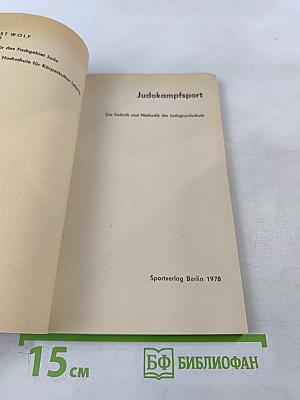 ST WOLF
r das Fachgebiet Judo
Hochschule für Körperkultur Leipzig
Judokampfsport
Die Technik und Methodik der Judogrundschule
Sportverlag Berlin 1978
15 см
БФ БИБЛИОФАН